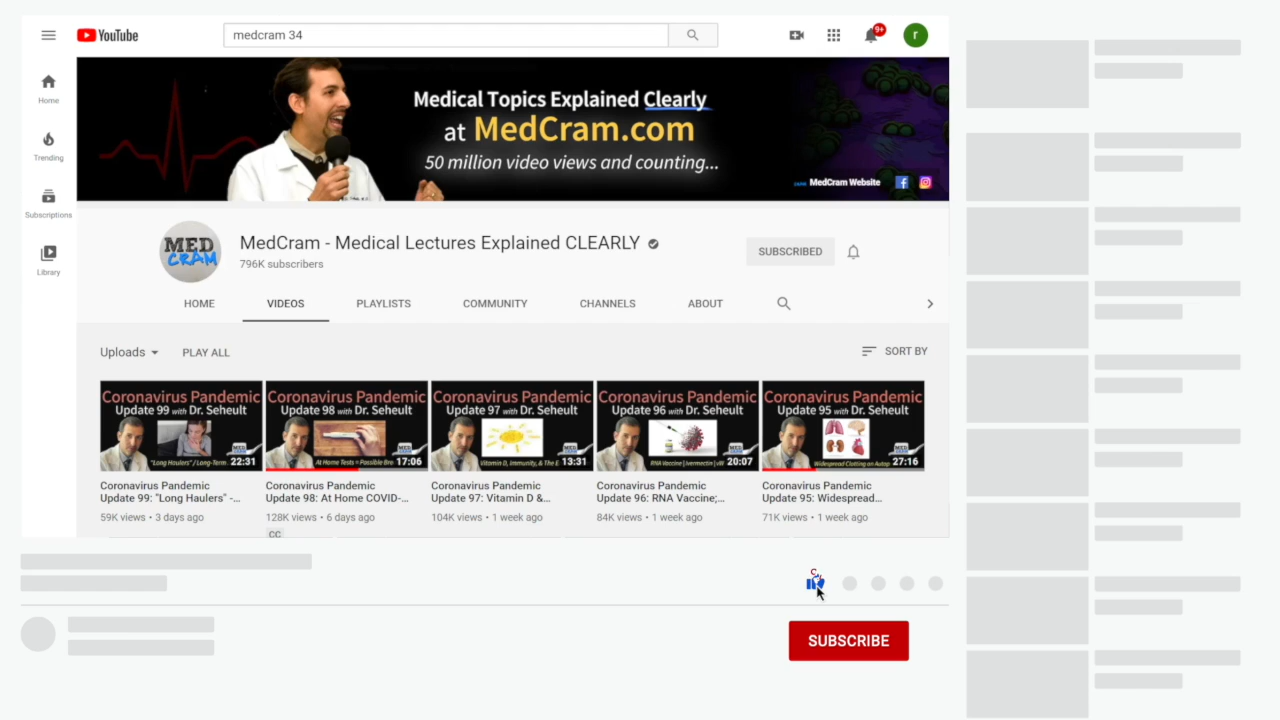 YouTube
medcram 34
9+
r
Home
Trending
Subscriptions
Library
Medical Topics Explained Clearly
at MedCram.com
50 million video views and counting...
MedCram Website
MED
CRAM
MedCram - Medical Lectures Explained CLEARLY
796K subscribers
SUBSCRIBED
HOME VIDEOS PLAYLISTS COMMUNITY CHANNELS ABOUT
Uploads PLAY ALL SORT BY
Coronavirus Pandemic
Update 99 with Dr. Seheult
"Long Haulers" / Long-Term
22:31
Coronavirus Pandemic
Update 98 with Dr. Seheult
At Home Tests = Possible Bre
17:06
Coronavirus Pandemic
Update 97 with Dr. Seheult
Vitamin D, Immunity, & The E
13:31
Coronavirus Pandemic
Update 96 with Dr. Seheult
RNA Vaccine | Ivermectin |
20:07
Coronavirus Pandemic
Update 95 with Dr. Seheult
Widespread Clotting on Autop
27:16
Coronavirus Pandemic
Update 99: "Long Haulers" -...
59K views • 3 days ago
Coronavirus Pandemic
Update 98: At Home COVID-...
128K views • 6 days ago
CC
Coronavirus Pandemic
Update 97: Vitamin D &...
104K views • 1 week ago
Coronavirus Pandemic
Update 96: RNA Vaccine;...
84K views • 1 week ago
Coronavirus Pandemic
Update 95: Widespread...
71K views • 1 week ago
SUBSCRIBE